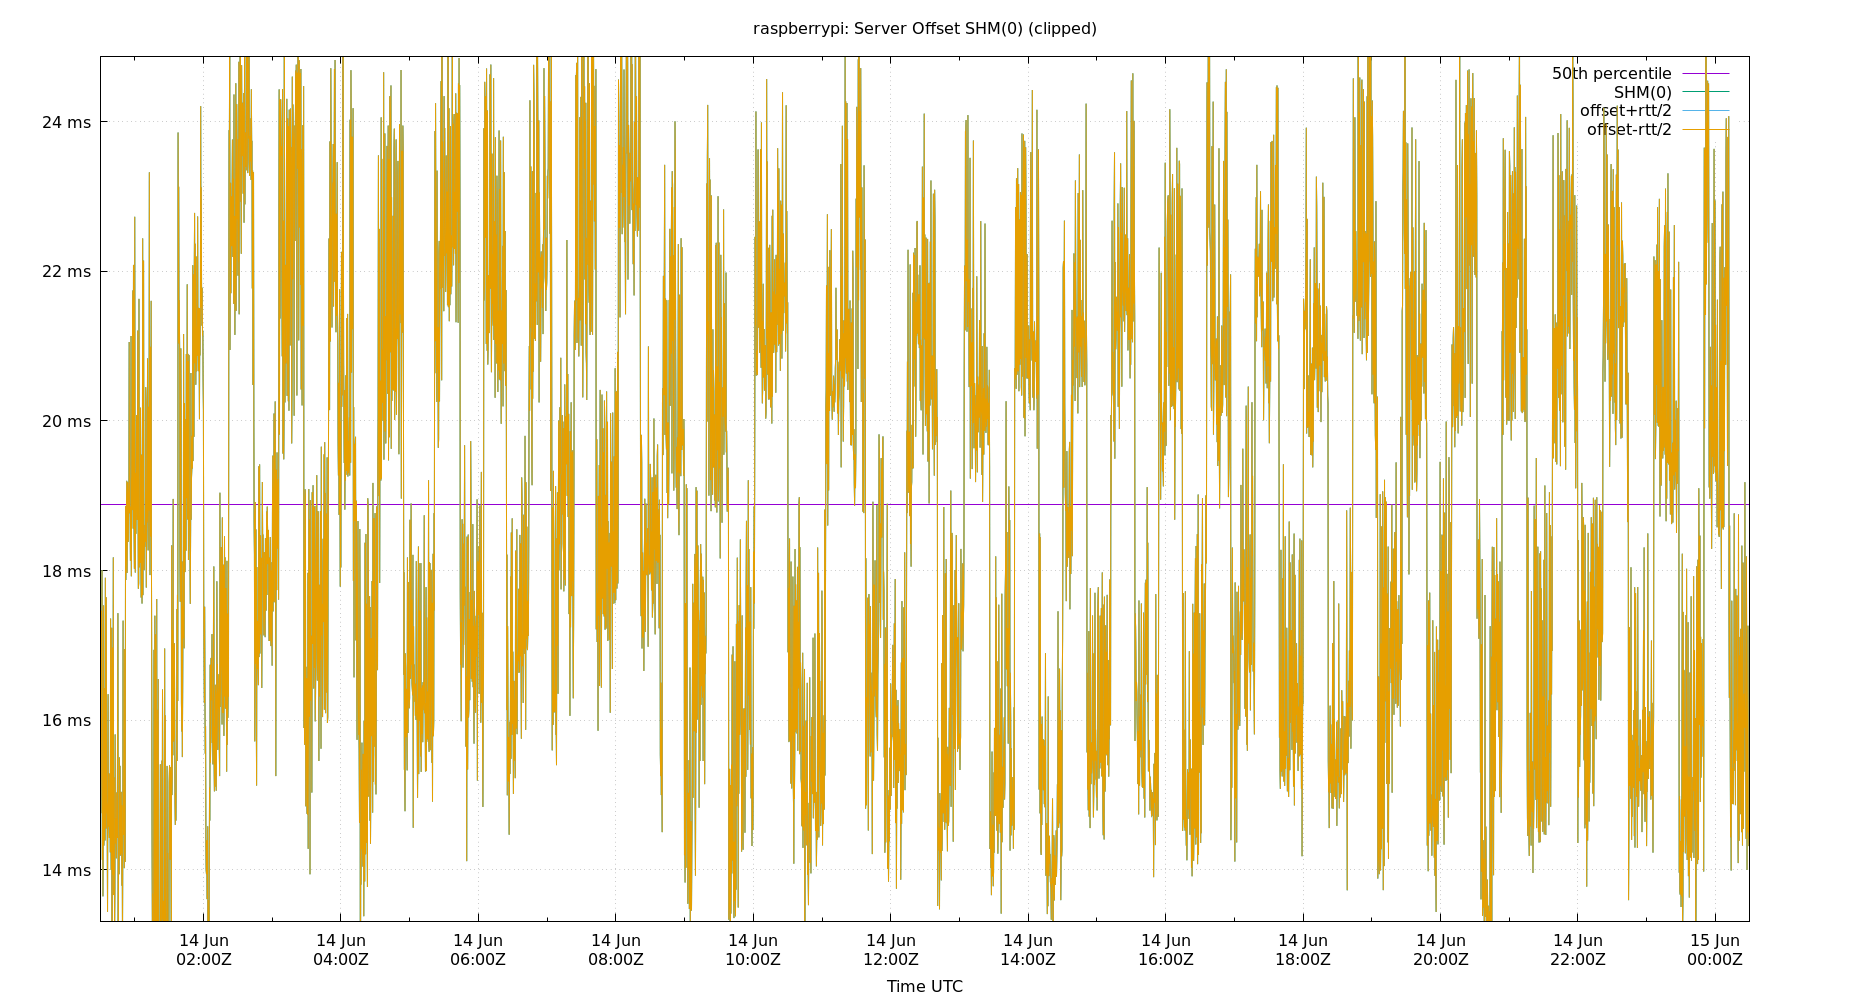 raspberrypi: Server Offset SHM(0) (clipped)
50th percentile
SHM(0)
offset+rtt/2
offset-rtt/2
24 ms
22 ms
20 ms
18 ms
16 ms
14 ms
14 Jun 14 Jun 14 Jun 14 Jun 14 Jun 14 Jun 14 Jun 14 Jun 14 Jun 14 Jun 14 Jun 15 Jun
02:00Z 04:00Z 06:00Z 08:00Z 10:00Z 12:00Z 14:00Z 16:00Z 18:00Z 20:00Z 22:00Z 00:00Z
Time UTC